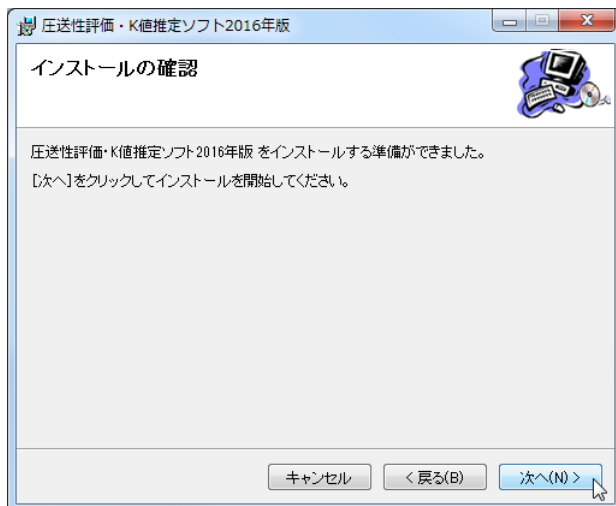 圧送性評価・K値推定ソフト2016年版
インストールの確認
圧送性評価・K値推定ソフト2016年版 をインストールする準備ができました。
[次へ]をクリックしてインストールを開始してください。
キャンセル
< 戻る(B)
次へ(N) >